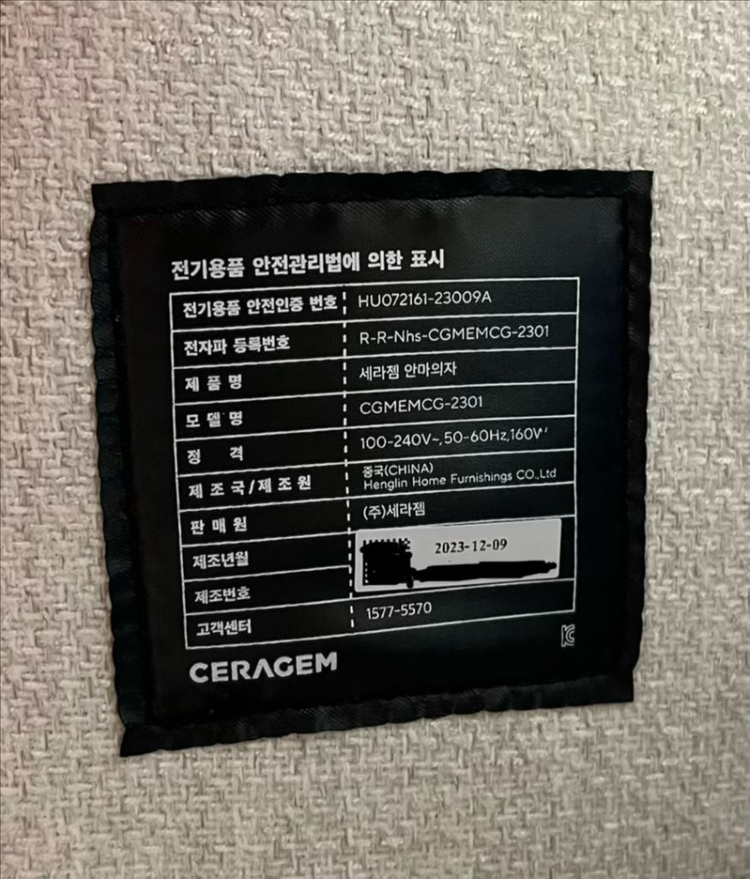 전기용품 안전관리법에 의한 표시
전기용품 안전인증 번호 HU072161-23009A
전자파 등록번호 R-R-Nhs-CGMEMCG-2301
제 품 명 세라젬 안마의자
모 델 명 CGMEMCG-2301
정 격 100-240V~,50-60Hz,160W
제 조 국/제 조 원 중국(CHINA)
Henglin Home Furnishings CO.,Ltd
판 매 원 (주)세라젬
제조년월 2023-12-09
제조번호
고객센터 1577-5570
CERAGEM